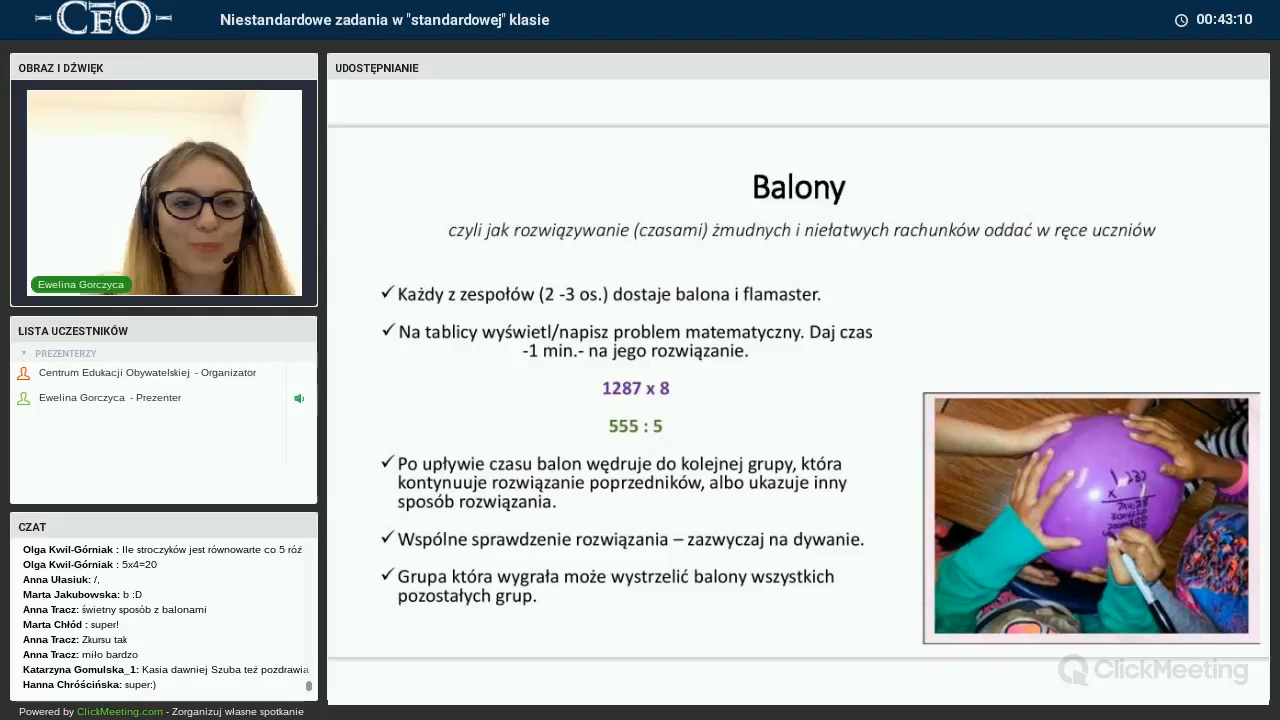 CEO
Niestandardowe zadania w "standardowej" klasie
00:43:10
OBRAZ I DŹWIĘK
Ewelina Gorczyca
LISTA UCZESTNIKÓW
PREZENTERZY
Centrum Edukacji Obywatelskiej - Organizator
Ewelina Gorczyca - Prezenter
CZAT
Olga Kwil-Górniak : Ile stroczyków jest równowarte co 5 róż
Olga Kwil-Górniak : 5x4=20
Anna Ułasiuk: /,
Marta Jakubowska: b :D
Anna Tracz: świetny sposób z balonami
Marta Chłód : super!
Anna Tracz: Zkursu tak
Anna Tracz: miło bardzo
Katarzyna Gomulska_1: Kasia dawniej Szuba też pozdrawia
Hanna Chróścińska: super:)
Powered by ClickMeeting.com - Zorganizuj własne spotkanie
UDOSTĘPNIANIE
Balony
czyli jak rozwiązywanie (czasami) żmudnych i niełatwych rachunków oddać w ręce uczniów
✓ Każdy z zespołów (2 -3 os.) dostaje balona i flamaster.
✓ Na tablicy wyświetl/napisz problem matematyczny. Daj czas
-1 min.- na jego rozwiązanie.
1287 x 8
555 : 5
✓ Po upływie czasu balon wędruje do kolejnej grupy, która
kontynuuje rozwiązanie poprzedników, albo ukazuje inny
sposób rozwiązania.
✓ Wspólne sprawdzenie rozwiązania – zazwyczaj na dywanie.
✓ Grupa która wygrała może wystrzelić balony wszystkich
pozostałych grup.
ClickMeeting